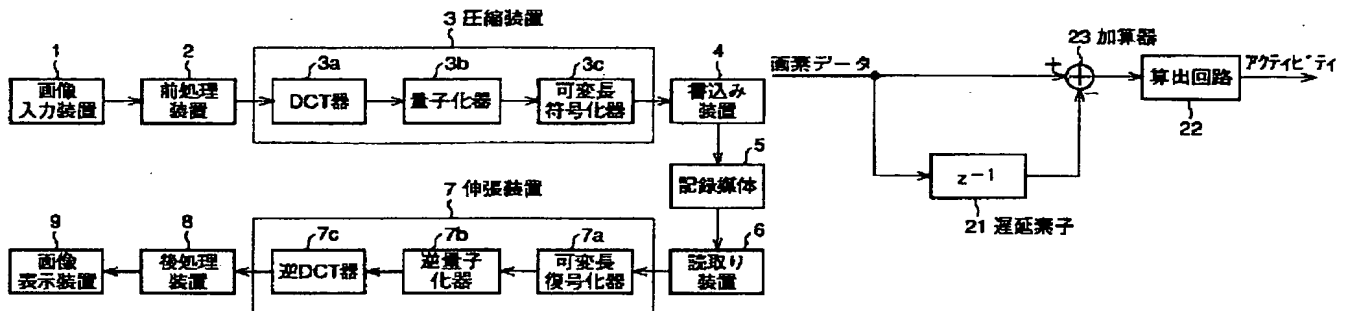 3 圧縮装置
1
画像
入力装置
2
前処理
装置
3a
DCT器
3b
量子化器
3c
可変長
符号化器
4
書込み
装置
5
記録媒体
6
読取り
装置
7 伸張装置
7a
可変長
復号化器
7b
逆量子
化器
7c
逆DCT器
8
後処理
装置
9
画像
表示装置
画素データ
23 加算器
+
−
算出回路
22
アクティビティ
z−1
21 遅延素子